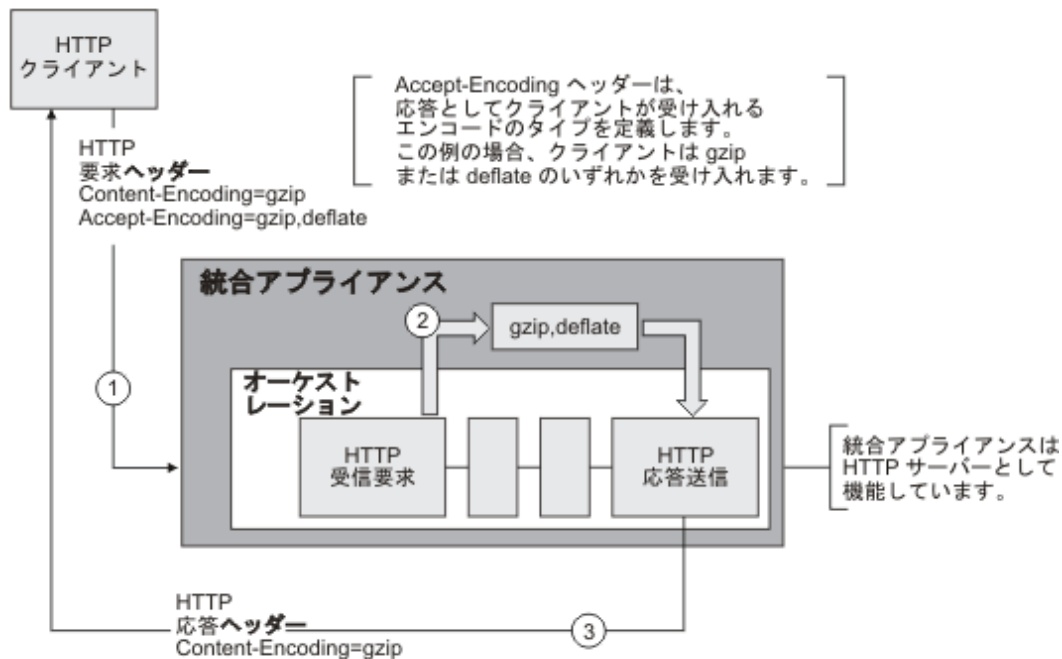 HTTP
クライアント
Accept-Encoding ヘッダーは、
応答としてクライアントが受け入れる
エンコードのタイプを定義します。
この例の場合、クライアントは gzip
または deflate のいずれかを受け入れます。
HTTP
要求ヘッダー
Content-Encoding=gzip
Accept-Encoding=gzip,deflate
統合アプライアンス
2
gzip,deflate
1
オーケスト
レーション
HTTP
受信要求
HTTP
応答送信
統合アプライアンスは
HTTP サーバーとして
機能しています。
HTTP
応答ヘッダー
Content-Encoding=gzip
3